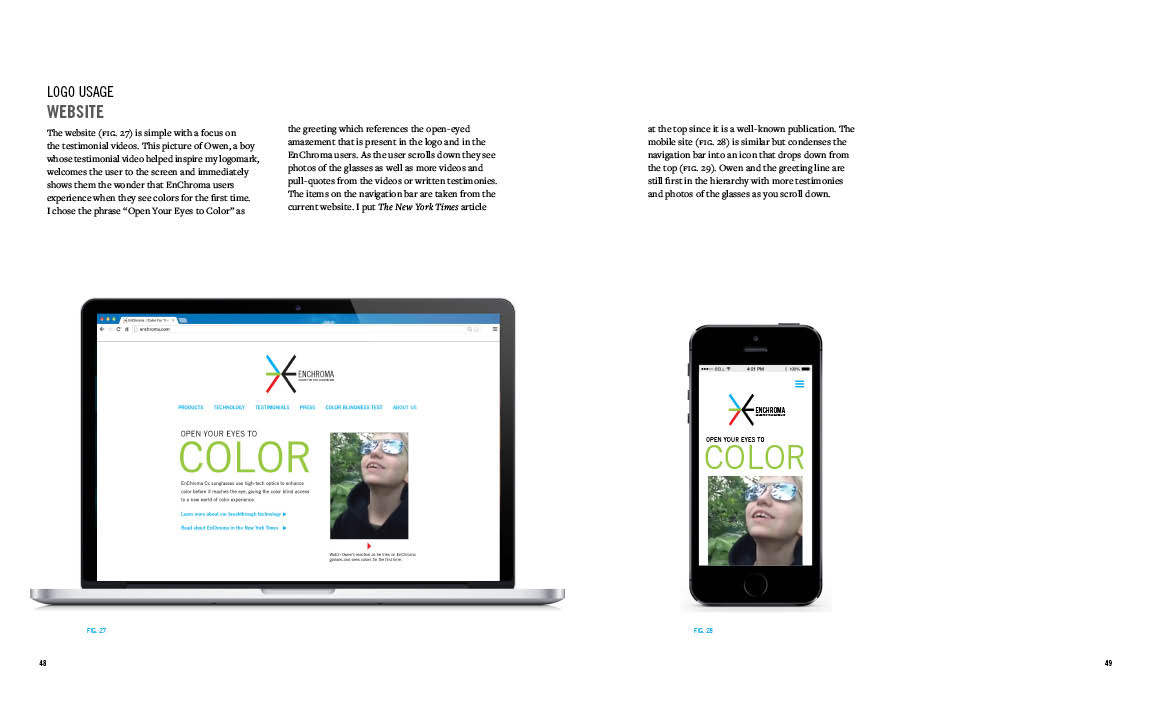 LOGO USAGE
WEBSITE
The website (FIG. 27) is simple with a focus on
the testimonial videos. This picture of Owen, a boy
whose testimonial video helped inspire my logomark,
welcomes the user to the screen and immediately
shows them the wonder that EnChroma users
experience when they see colors for the first time.
I chose the phrase “Open Your Eyes to Color” as
the greeting which references the open-eyed
amazement that is present in the logo and in the
EnChroma users. As the user scrolls down they see
photos of the glasses as well as more videos and
pull-quotes from the videos or written testimonies.
The items on the navigation bar are taken from the
current website. I put The New York Times article
at the top since it is a well-known publication. The
mobile site (FIG. 28) is similar but condenses the
navigation bar into an icon that drops down from
the top (FIG. 29). Owen and the greeting line are
still first in the hierarchy with more testimonies
and photos of the glasses as you scroll down.
EnChroma | Color For The
enchroma.com
ENCHROMA
PRODUCTS TECHNOLOGY TESTIMONIALS PRESS COLOR BLINDNESS TEST ABOUT US
OPEN YOUR EYES TO
COLOR
EnChroma Cx sunglasses use high-tech optics to enhance
color before it reaches the eye, giving the color blind access
to a new world of color experience.
Learn more about our breakthrough technology
Read about EnChroma in the New York Times
Watch Owen's reaction as he tries on EnChroma
glasses and sees colors for the first time.
FIG. 27
BELL 4:21 PM 100%
ENCHROMA
OPEN YOUR EYES TO
COLOR
FIG. 28
48
49